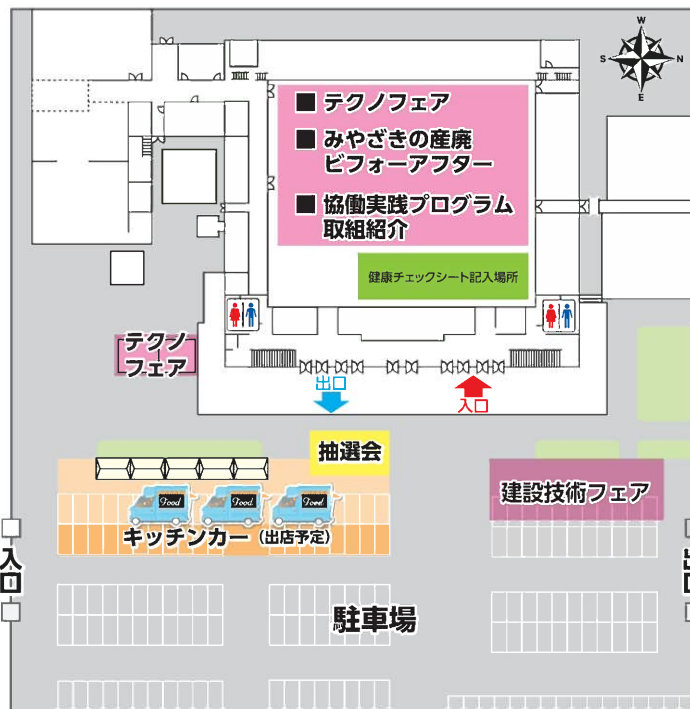 W
S
N
E
■ テクノフェア
■ みやざきの産廃
ビフォーアフター
■ 協働実践プログラム
取組紹介
健康チェックシート記入場所
テクノ
フェア
出口
入口
抽選会
建設技術フェア
Food
Food
Food
キッチンカー（出店予定）
入口
出口
駐車場